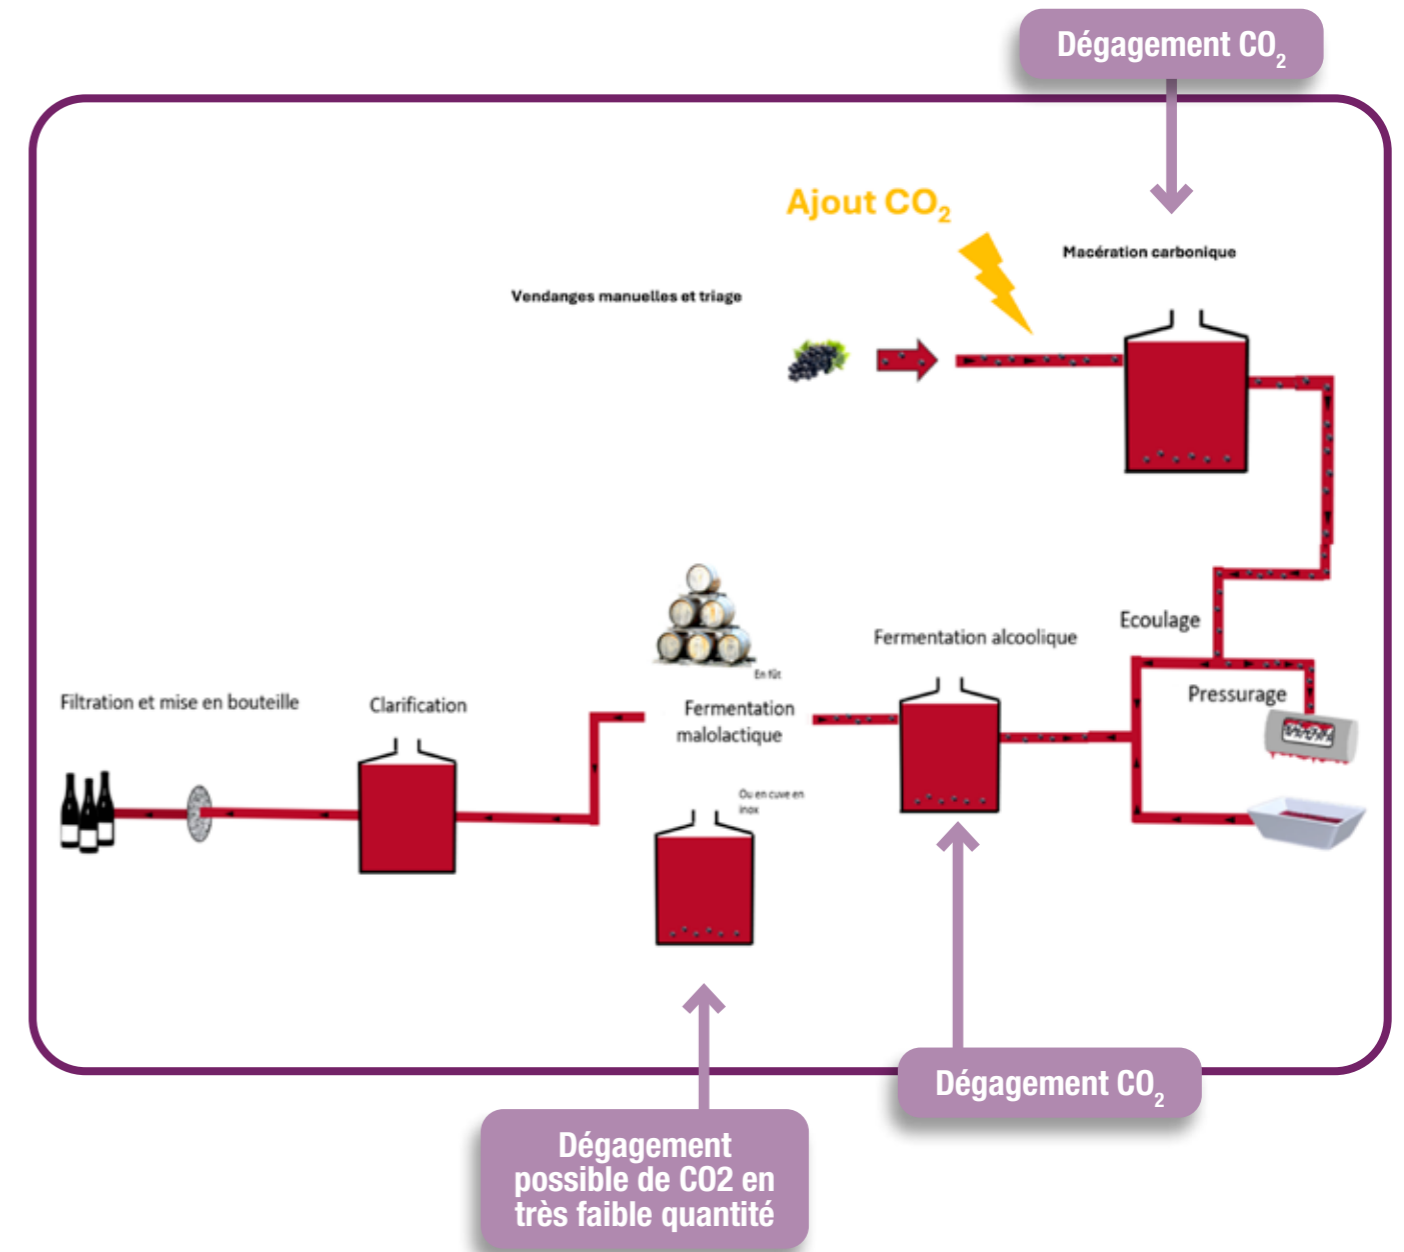 Dégagement CO₂
Ajout CO₂
Macération carbonique
Vendanges manuelles et triage
Ecoulage
Fermentation alcoolique
En fût
Pressurage
Filtration et mise en bouteille
Clarification
Fermentation
malolactique
Ou en cuve en
inox
Dégagement CO₂
Dégagement
possible de CO2 en
très faible quantité